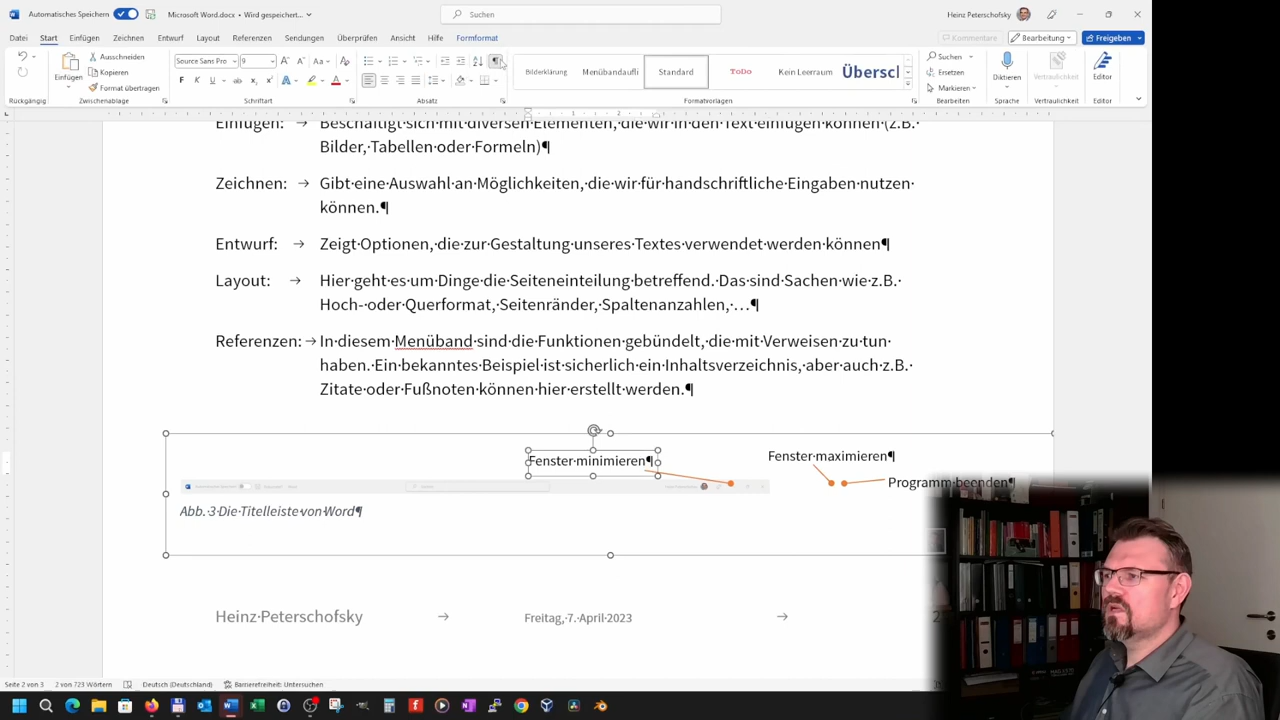 Automatisches Speichern
Microsoft Word.docx • Wird gespeichert...
Suchen
Heinz Peterschofsky
Datei Start Einfügen Zeichnen Entwurf Layout Referenzen Sendungen Überprüfen Ansicht Hilfe Formformat
Kommentare Bearbeitung Freigeben
Einfügen
Ausschneiden
Kopieren
Format übertragen
Source Sans Pro 9
Bilderklärung Menübandaufli Standard ToDo Kein Leerraum Überscl
Suchen
Ersetzen
Markieren
Diktieren
Vertraulichkeit
Editor
Rückgängig Zwischenablage Schriftart Absatz Formatvorlagen Bearbeiten Sprache Vertraulichkeit Editor
Einfügen: → Beschäftigt·sich·mit·diversen·Elementen,·die·wir·in·den·Text·einfügen·können·(z.B.·
Bilder,·Tabellen·oder·Formeln)¶
Zeichnen: → Gibt·eine·Auswahl·an·Möglichkeiten,·die·wir·für·handschriftliche·Eingaben·nutzen·
können.¶
Entwurf: → Zeigt·Optionen,·die·zur·Gestaltung·unseres·Textes·verwendet·werden·können¶
Layout: → Hier·geht·es·um·Dinge·die·Seiteneinteilung·betreffend.·Das·sind·Sachen·wie·z.B.·
Hoch-·oder·Querformat,·Seitenränder,·Spaltenanzahlen,·…¶
Referenzen: → In·diesem·Menüband·sind·die·Funktionen·gebündelt,·die·mit·Verweisen·zu·tun·
haben.·Ein·bekanntes·Beispiel·ist·sicherlich·ein·Inhaltsverzeichnis,·aber·auch·z.B.·
Zitate·oder·Fußnoten·können·hier·erstellt·werden.¶
Fenster·minimieren¶
Fenster·maximieren¶
Programm·beenden¶
Abb.·3·Die·Titelleiste·von·Word¶
Heinz·Peterschofsky → Freitag,·7.·April·2023 →
Seite 2 von 3 2 von 723 Wörtern Deutsch (Deutschland) Barrierefreiheit: Untersuchen